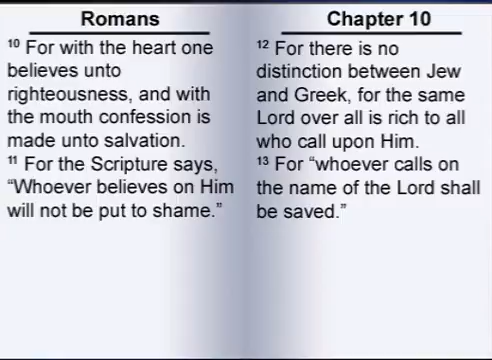 Romans
¹⁰ For with the heart one
believes unto
righteousness, and with
the mouth confession is
made unto salvation.
¹¹ For the Scripture says,
“Whoever believes on Him
will not be put to shame.”
Chapter 10
¹² For there is no
distinction between Jew
and Greek, for the same
Lord over all is rich to all
who call upon Him.
¹³ For “whoever calls on
the name of the Lord shall
be saved.”